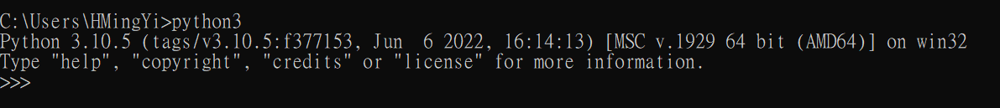 C:\Users\HMingYi>python3
Python 3.10.5 (tags/v3.10.5:f377153, Jun  6 2022, 16:14:13) [MSC v.1929 64 bit (AMD64)] on win32
Type "help", "copyright", "credits" or "license" for more information.
>>>